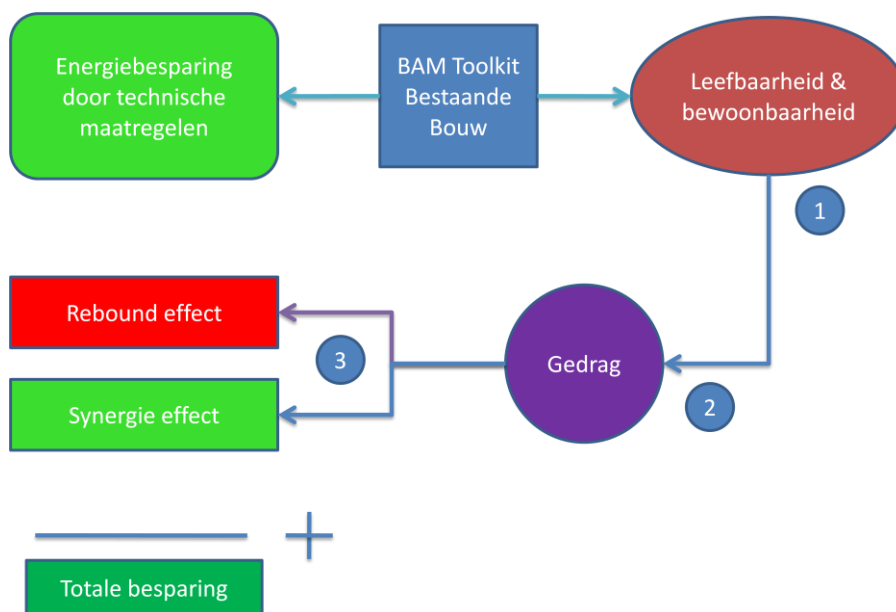 Energiebesparing
door technische
maatregelen
BAM Toolkit
Bestaande
Bouw
Leefbaarheid &
bewoonbaarheid
1
Rebound effect
3
Gedrag
2
Synergie effect
Totale besparing